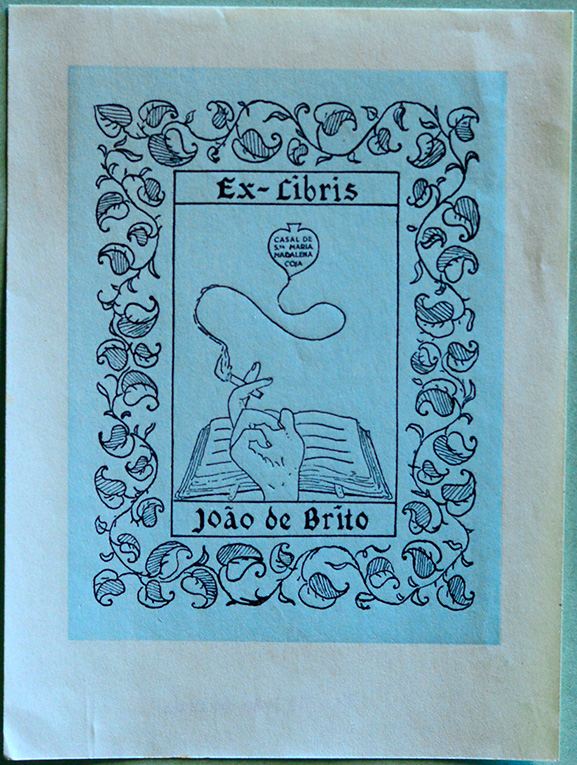 Ex-Libris
CASAL DE
S.TA MARIA
MADALENA
COJA
João de Brito